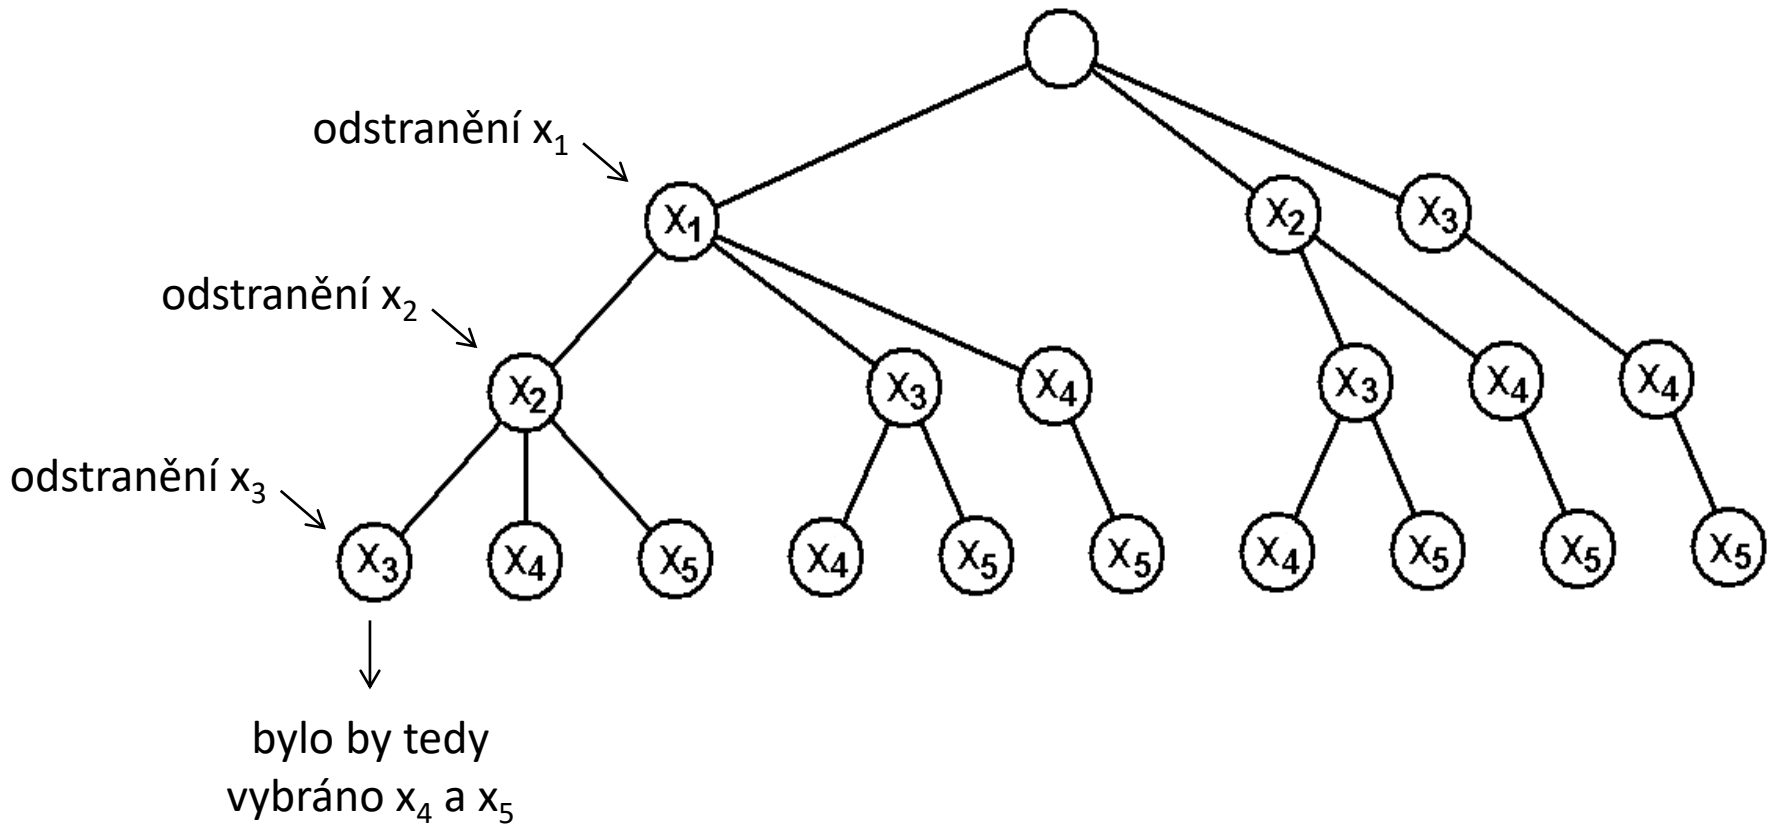 odstranění x₁
x₁
x₂
x₃
odstranění x₂
x₂
x₃
x₄
x₃
x₄
x₄
odstranění x₃
x₃
x₄
x₅
x₄
x₅
x₅
x₄
x₅
x₅
x₅
bylo by tedy
vybráno x₄ a x₅